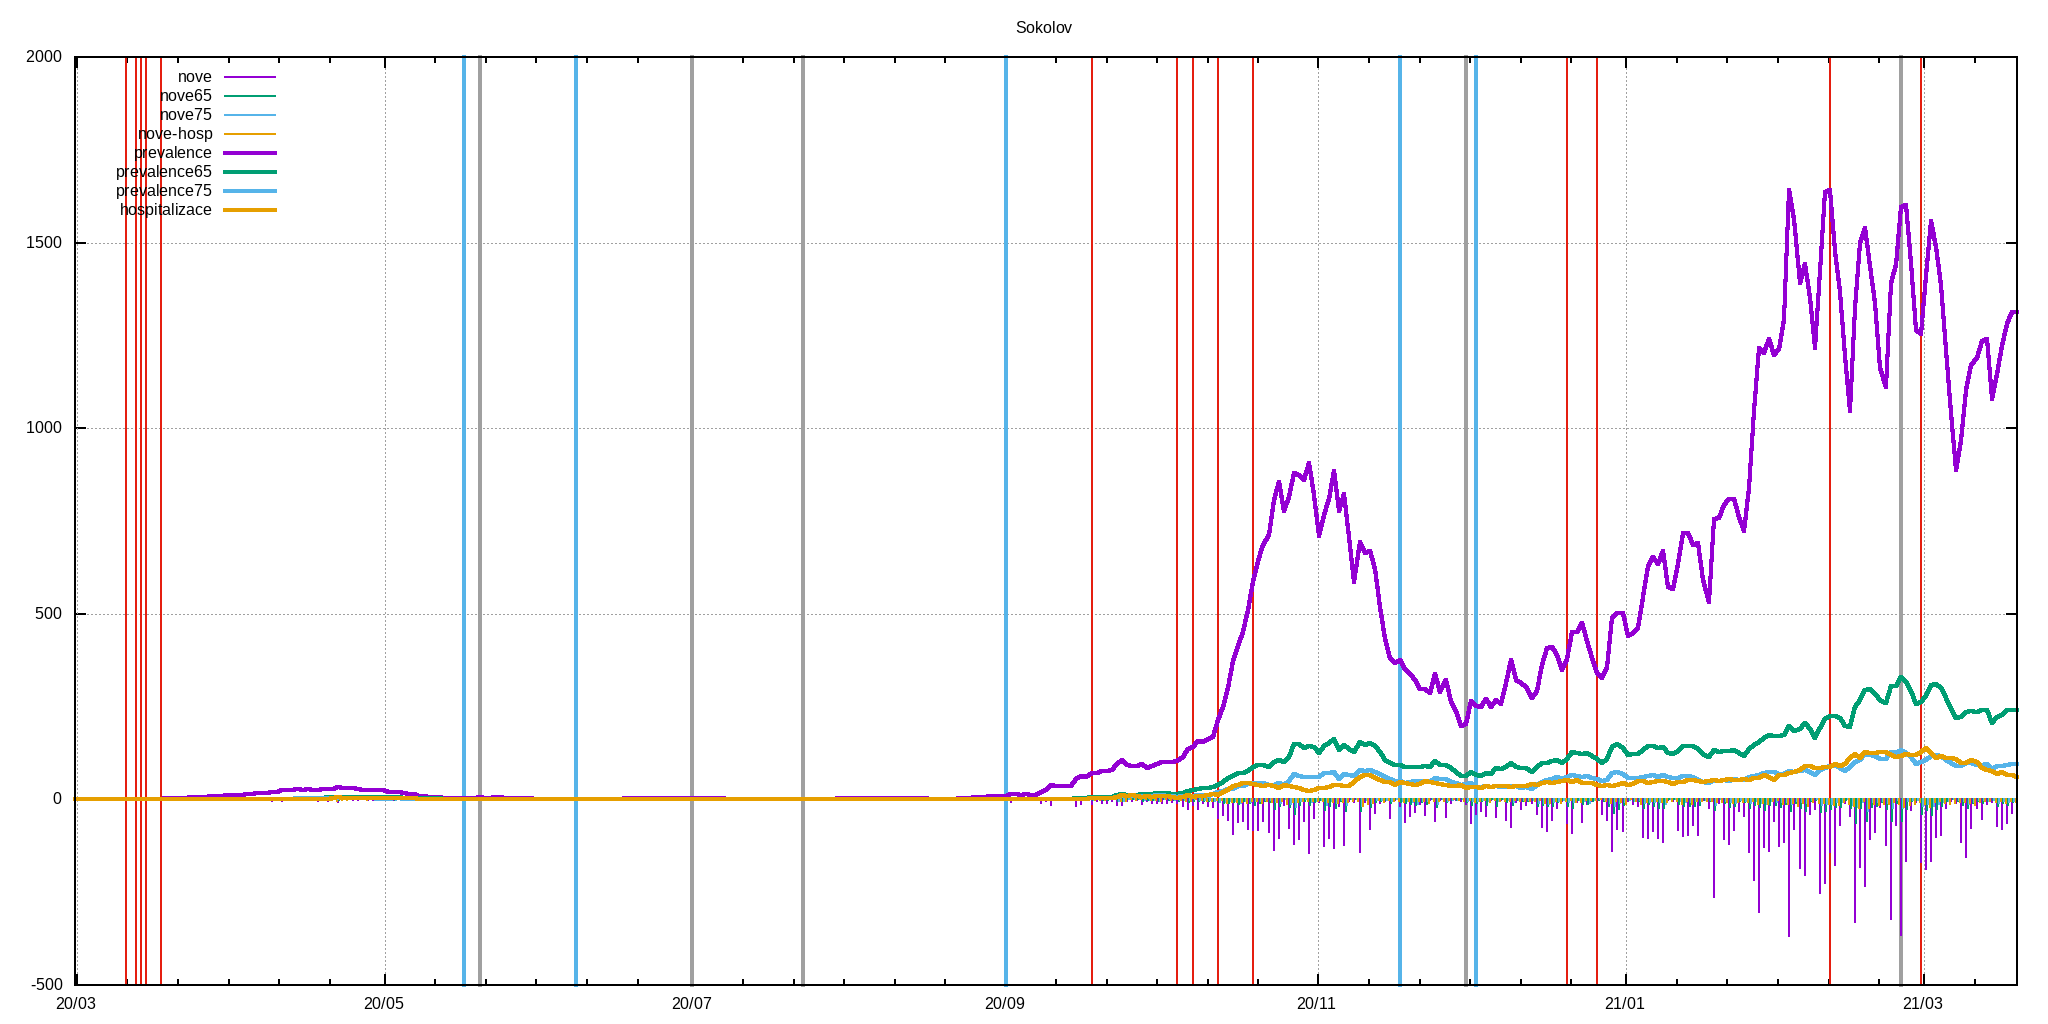 Sokolov
2000
1500
1000
500
0
-500
nove
nove65
nove75
nove-hosp
prevalence
prevalence65
prevalence75
hospitalizace
20/03 20/05 20/07 20/09 20/11 21/01 21/03